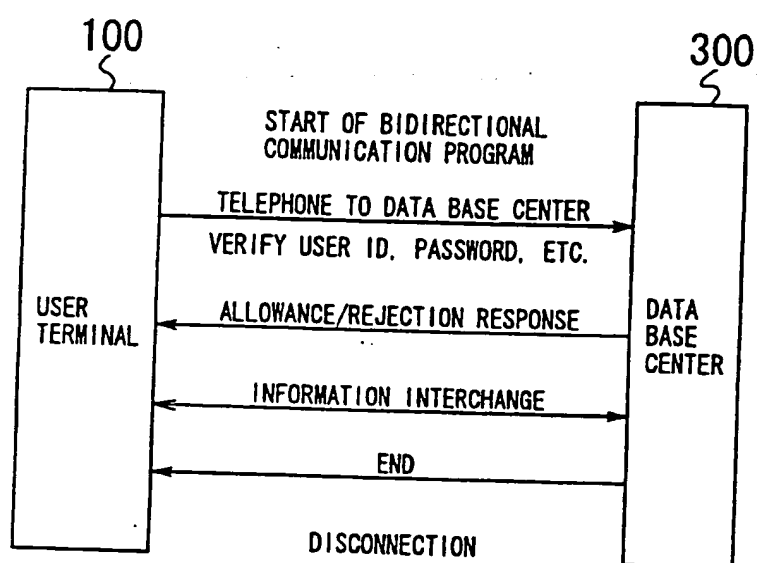 100
300
START OF BIDIRECTIONAL
COMMUNICATION PROGRAM
TELEPHONE TO DATA BASE CENTER
VERIFY USER ID, PASSWORD, ETC.
USER
TERMINAL
ALLOWANCE/REJECTION RESPONSE
DATA
BASE
CENTER
INFORMATION INTERCHANGE
END
DISCONNECTION